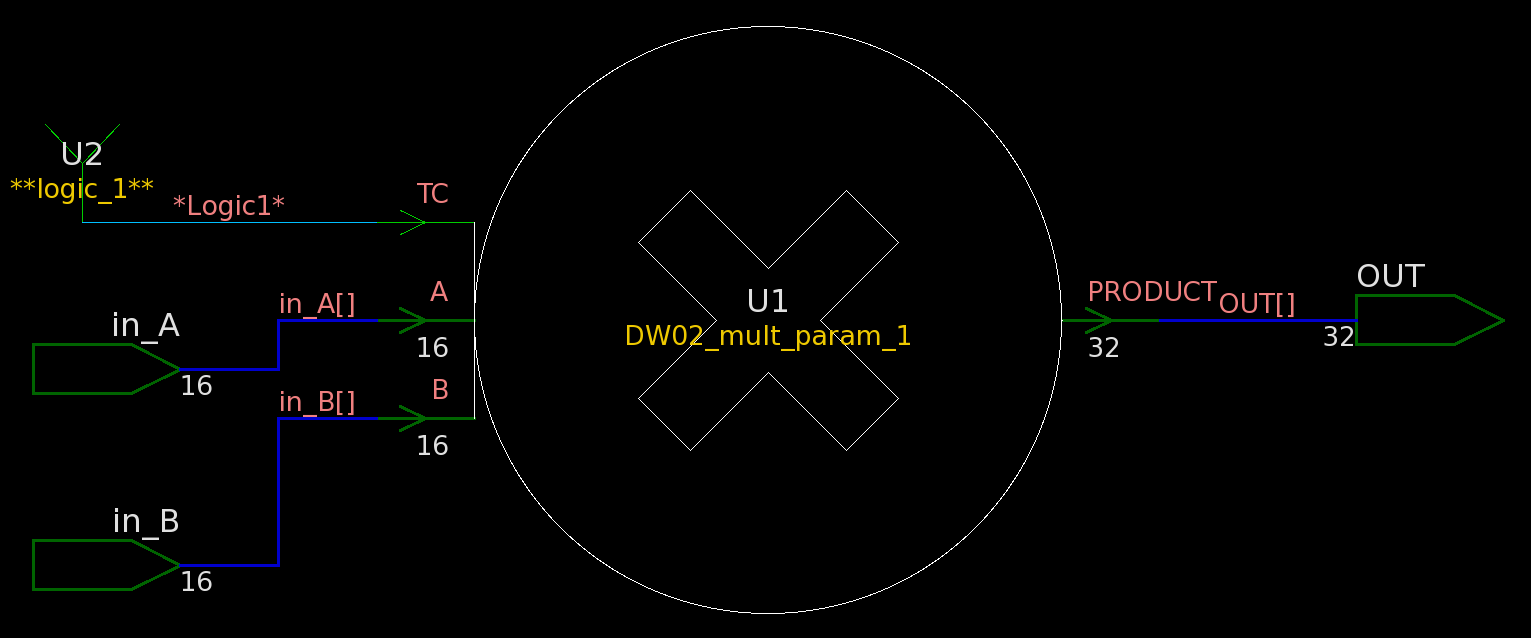 U2
**logic_1**
*Logic1*
TC
in_A
16
in_A[]
A
16
in_B[]
B
16
in_B
16
U1
DW02_mult_param_1
PRODUCT
32
OUT[]
32
OUT